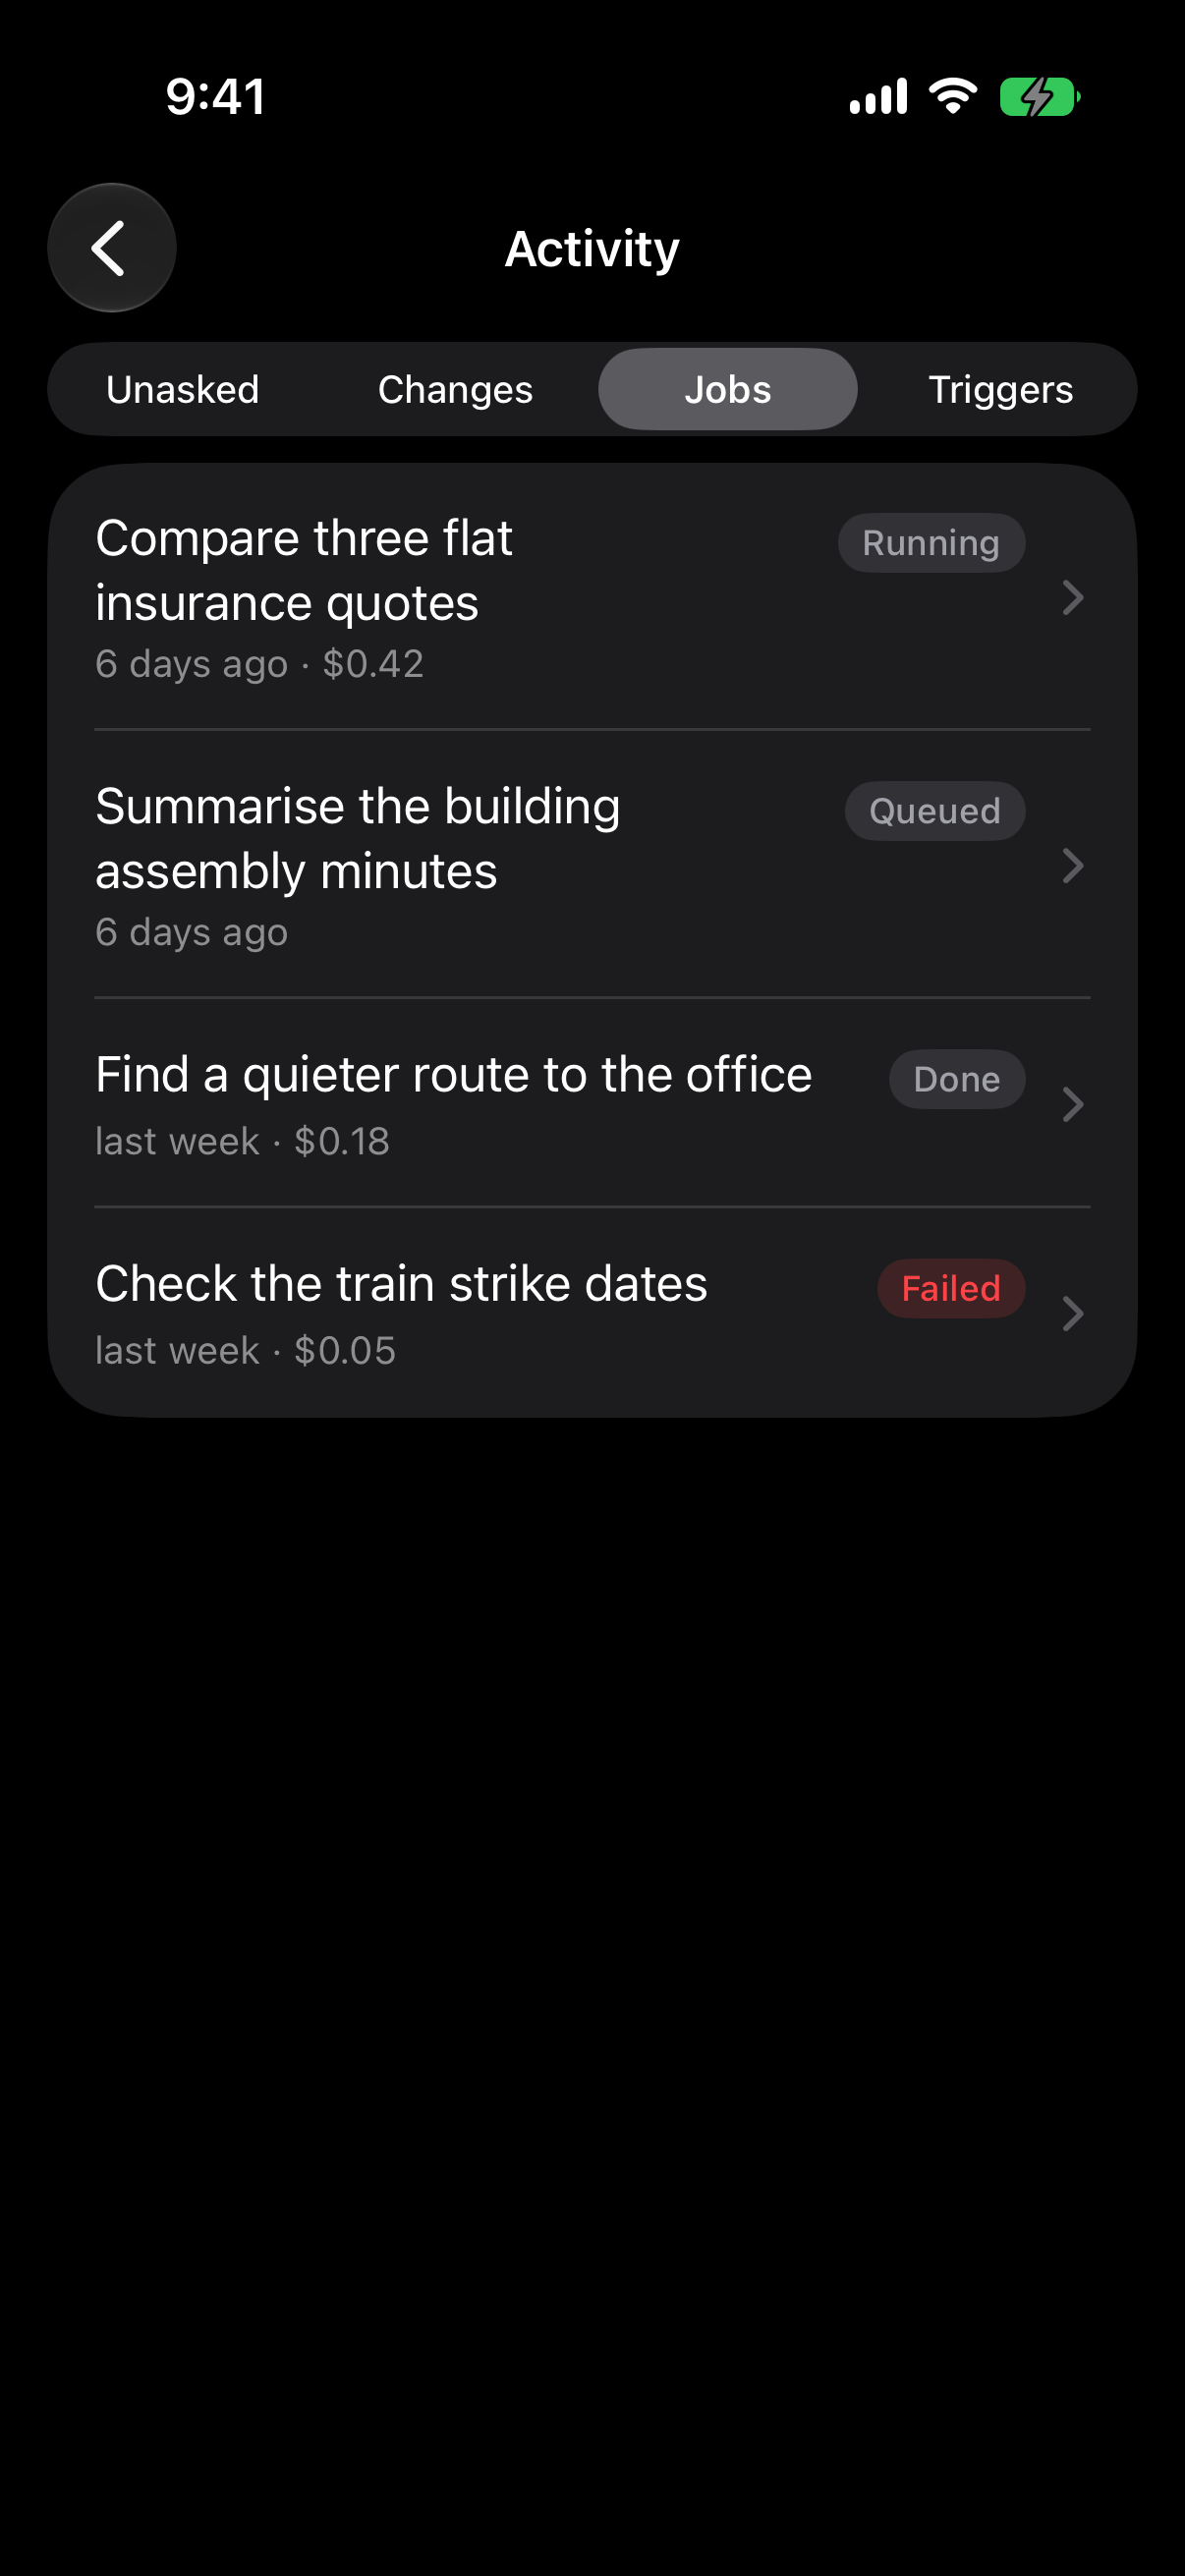 9:41
Activity
Unasked
Changes
Jobs
Triggers
Compare three flat
insurance quotes
Running
6 days ago · $0.42
Summarise the building
assembly minutes
Queued
6 days ago
Find a quieter route to the office
Done
last week · $0.18
Check the train strike dates
Failed
last week · $0.05